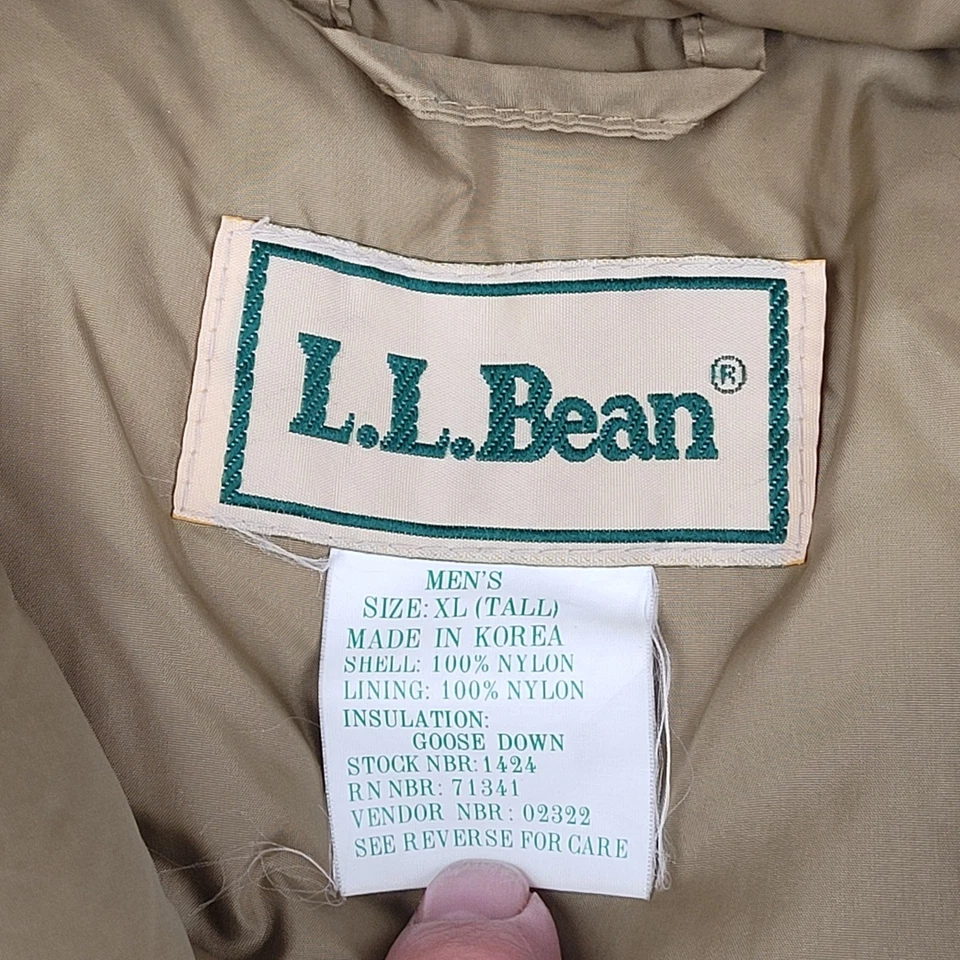 L.L.Bean®
MEN'S
SIZE: XL (TALL)
MADE IN KOREA
SHELL: 100% NYLON
LINING: 100% NYLON
INSULATION:
GOOSE DOWN
STOCK NBR: 1424
RN NBR: 71341
VENDOR NBR: 02322
SEE REVERSE FOR CARE